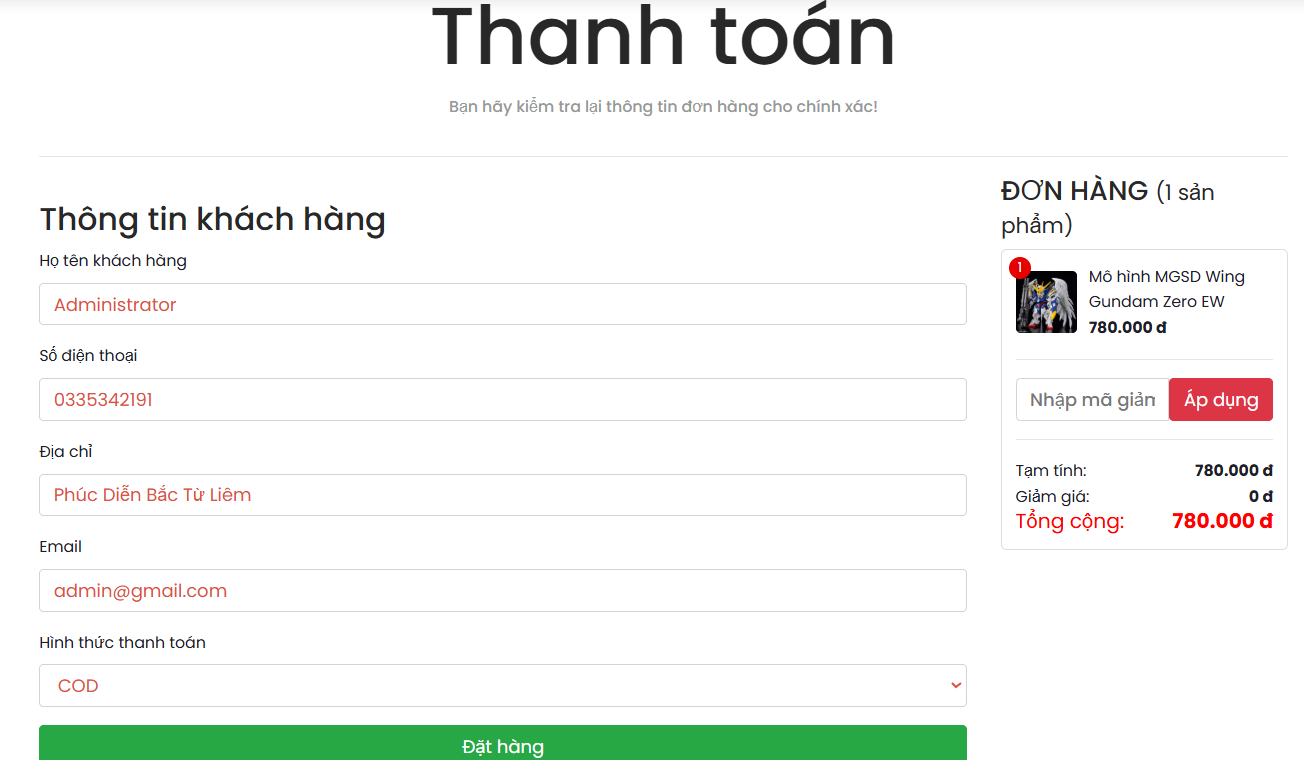 Thanh toán
Bạn hãy kiểm tra lại thông tin đơn hàng cho chính xác!
Thông tin khách hàng
Họ tên khách hàng
Administrator
Số điện thoại
0335342191
Địa chỉ
Phúc Diễn Bắc Từ Liêm
Email
admin@gmail.com
Hình thức thanh toán
COD
Đặt hàng
ĐƠN HÀNG (1 sản
phẩm)
1
Mô hình MGSD Wing
Gundam Zero EW
780.000 đ
Nhập mã giảm
Áp dụng
Tạm tính: 780.000 đ
Giảm giá: 0 đ
Tổng cộng: 780.000 đ